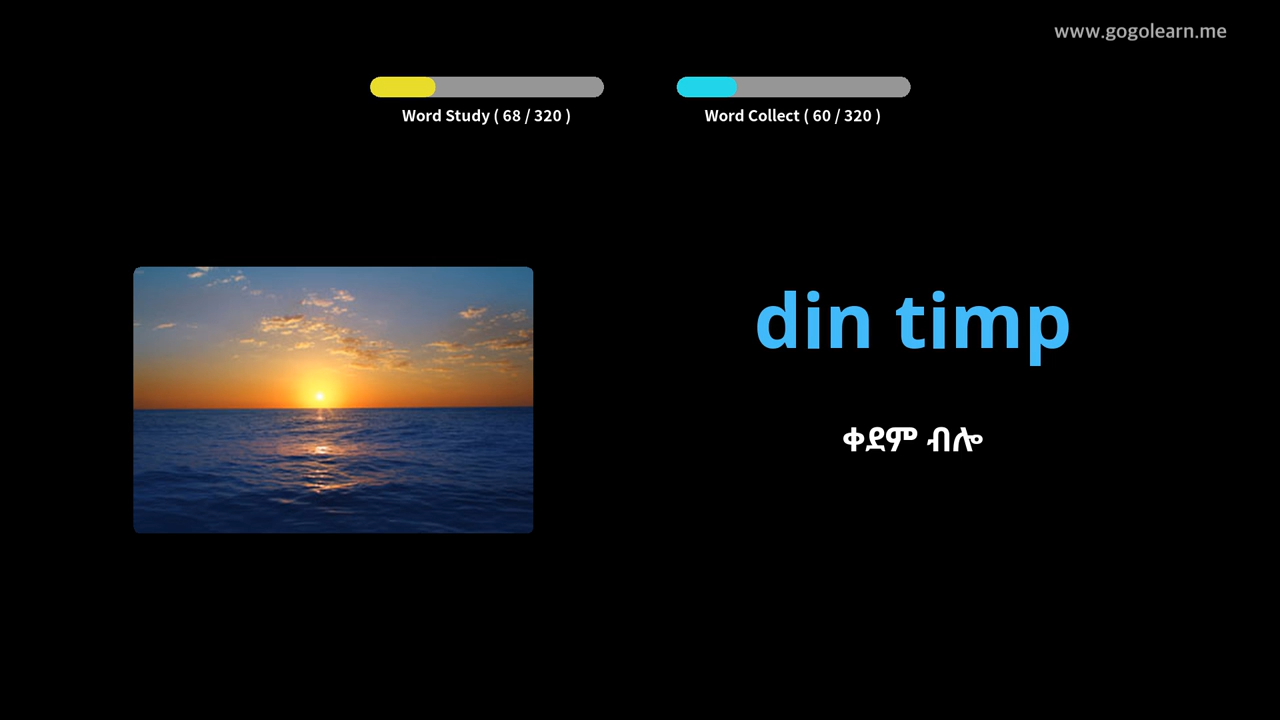 www.gogolearn.me
Word Study ( 68 / 320 )
Word Collect ( 60 / 320 )
din timp
ቀደም ብሎ